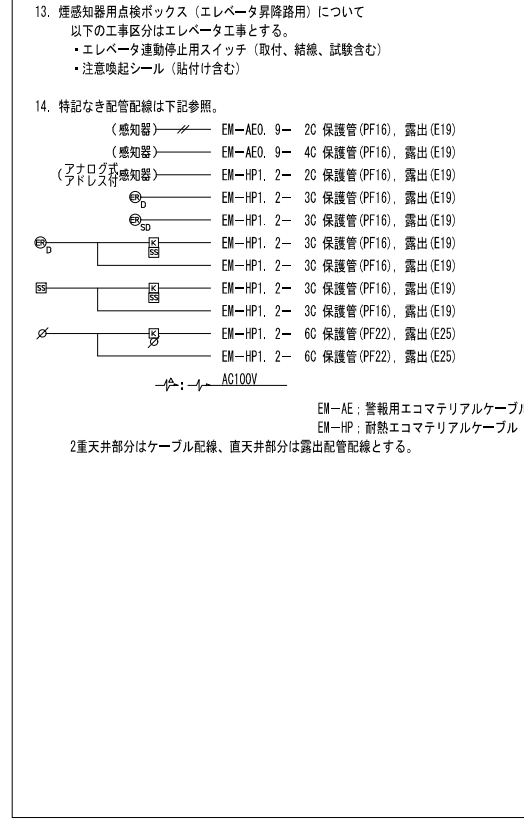 13. 煙感知器用点検ボックス（エレベータ昇降路用）について
以下の工事区分はエレベータ工事とする。
・エレベータ連動停止用スイッチ（取付、結線、試験含む）
・注意喚起シール（貼付け含む）
14. 特記なき配管配線は下記参照。
（感知器） EM－AE0. 9－ 2C 保護管(PF16), 露出(E19)
（感知器） EM－AE0. 9－ 4C 保護管(PF16), 露出(E19)
（アナログ式アドレス付感知器） EM－HP1. 2－ 2C 保護管(PF16), 露出(E19)
ER D EM－HP1. 2－ 3C 保護管(PF16), 露出(E19)
ER SD EM－HP1. 2－ 3C 保護管(PF16), 露出(E19)
ER D K SS EM－HP1. 2－ 3C 保護管(PF16), 露出(E19)
EM－HP1. 2－ 3C 保護管(PF16), 露出(E19)
SS K SS EM－HP1. 2－ 3C 保護管(PF16), 露出(E19)
EM－HP1. 2－ 3C 保護管(PF16), 露出(E19)
K EM－HP1. 2－ 6C 保護管(PF22), 露出(E25)
EM－HP1. 2－ 6C 保護管(PF22), 露出(E25)
: AC100V
EM－AE ; 警報用エコマテリアルケーブル
EM－HP ; 耐熱エコマテリアルケーブル
2重天井部分はケーブル配線、直天井部分は露出配管配線とする。